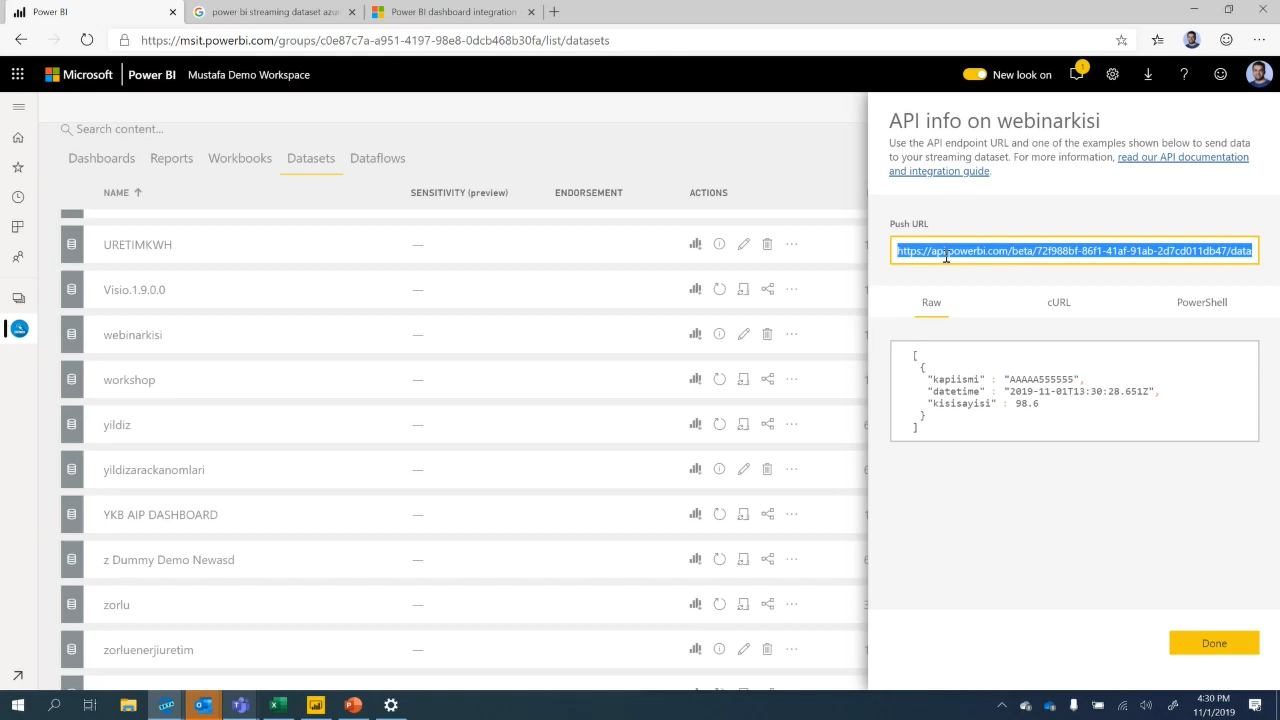 Power BI
power bi streaming dataset azur
PowerBI dashboard integration
https://msit.powerbi.com/groups/c0e87c7a-a951-4197-98e8-0dcb468b30fa/list/datasets
Microsoft Power BI Mustafa Demo Workspace
New look on
1
Search content...
Dashboards Reports Workbooks Datasets Dataflows
NAME SENSITIVITY (preview) ENDORSEMENT ACTIONS
URETIMKWH —
Visio.1.9.0.0 —
webinarkisi —
workshop —
yildiz —
yildizarackanomlari —
YKB AIP DASHBOARD —
z Dummy Demo Newasd —
zorlu —
zorluenerjiuretim —
API info on webinarkisi
Use the API endpoint URL and one of the examples shown below to send data
to your streaming dataset. For more information, read our API documentation
and integration guide.
Push URL
https://api.powerbi.com/beta/72f988bf-86f1-41af-91ab-2d7cd011db47/data
Raw cURL PowerShell
[
{
"kapiismi" : "AAAAA555555",
"datetime" : "2019-11-01T13:30:28.651Z",
"kisisayisi" : 98.6
}
]
Done
4:30 PM
11/1/2019